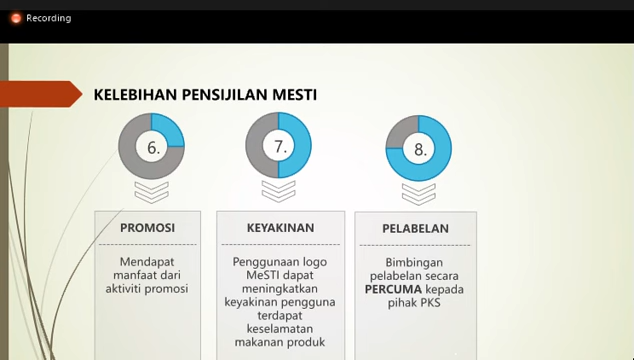 Recording
KELEBIHAN PENSIJILAN MESTI
6.
7.
8.
PROMOSI
Mendapat
manfaat dari
aktiviti promosi
KEYAKINAN
Penggunaan logo
MeSTI dapat
meningkatkan
keyakinan pengguna
terdapat
keselamatan
makanan produk
PELABELAN
Bimbingan
pelabelan secara
PERCUMA kepada
pihak PKS